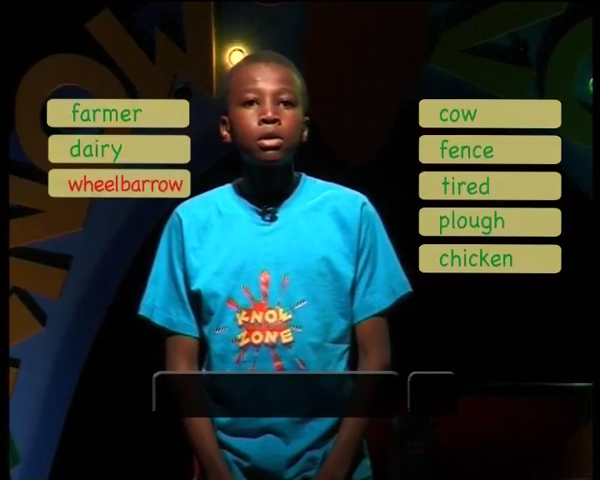 farmer
dairy
wheelbarrow
cow
fence
tired
plough
chicken
KNOW
ZONE